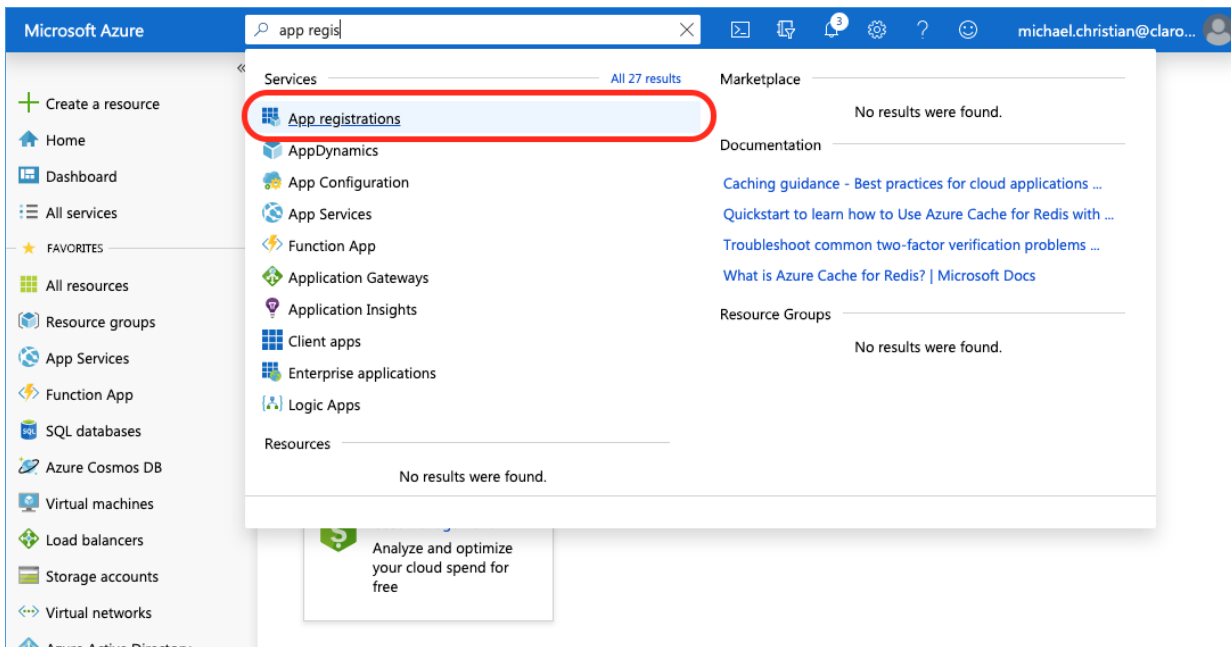 Microsoft Azure
app regis
3
michael.christian@claro...
«
Create a resource
Home
Dashboard
All services
FAVORITES
All resources
Resource groups
App Services
Function App
SQL databases
Azure Cosmos DB
Virtual machines
Load balancers
Storage accounts
Virtual networks
Azure Active Directory
Services
All 27 results
App registrations
AppDynamics
App Configuration
App Services
Function App
Application Gateways
Application Insights
Client apps
Enterprise applications
Logic Apps
Resources
No results were found.
Marketplace
No results were found.
Documentation
Caching guidance - Best practices for cloud applications ...
Quickstart to learn how to Use Azure Cache for Redis with ...
Troubleshoot common two-factor verification problems ...
What is Azure Cache for Redis? | Microsoft Docs
Resource Groups
No results were found.
Analyze and optimize
your cloud spend for
free